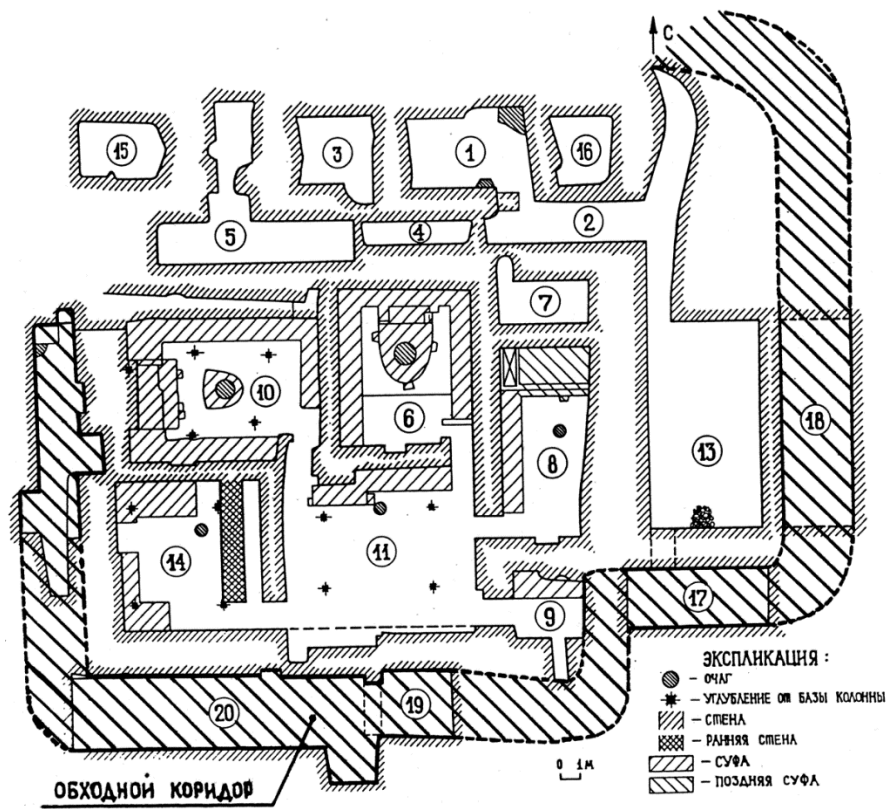 С
15
3
1
16
5
4
2
7
10
6
8
13
18
14
11
9
17
20
19
ЭКСПЛИКАЦИЯ :
- ОЧАГ
- УГЛУБЛЕНИЕ ОТ БАЗЫ КОЛОННЫ
- СТЕНА
- РАННЯЯ СТЕНА
- СУФА
- ПОЗДНЯЯ СУФА
0 1м
ОБХОДНОЙ КОРИДОР